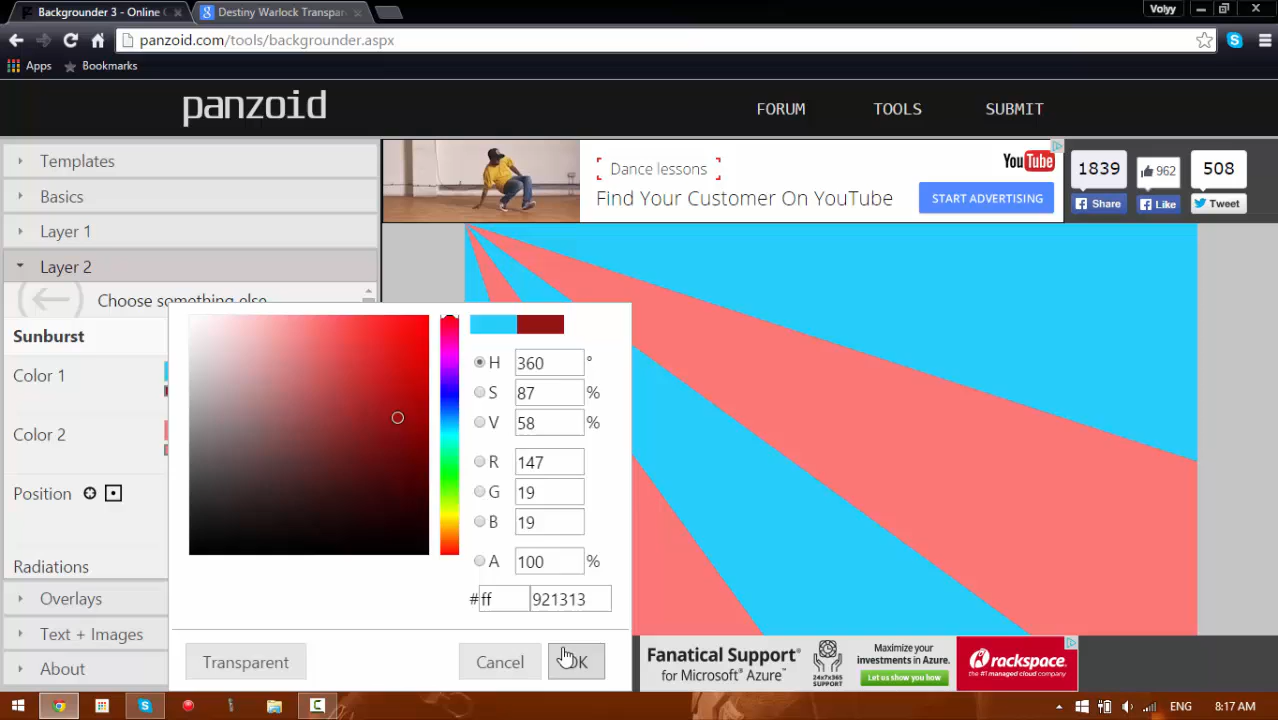 Backgrounder 3 - Online
Destiny Warlock Transpar
Volyy
panzoid.com/tools/backgrounder.aspx
Apps
Bookmarks
panzoid
FORUM
TOOLS
SUBMIT
Templates
Basics
Layer 1
Layer 2
Choose something else
Sunburst
Color 1
Color 2
Position
Radiations
Overlays
Text + Images
About
Dance lessons
Find Your Customer On YouTube
YouTube
START ADVERTISING
1839
962
508
Share
Like
Tweet
H 360 °
S 87 %
V 58 %
R 147
G 19
B 19
A 100 %
# ff 921313
Transparent
Cancel
OK
Fanatical Support®
for Microsoft® Azure™
24x7x365
SUPPORT
Maximize your
investments in Azure.
Let us show you how
rackspace
the #1 managed cloud company
ENG
8:17 AM